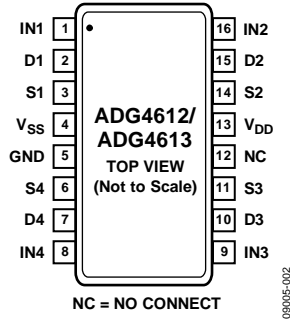 IN1 1
D1 2
S1 3
VSS 4
GND 5
S4 6
D4 7
IN4 8
ADG4612/
ADG4613
TOP VIEW
(Not to Scale)
16 IN2
15 D2
14 S2
13 VDD
12 NC
11 S3
10 D3
9 IN3
NC = NO CONNECT
09005-002